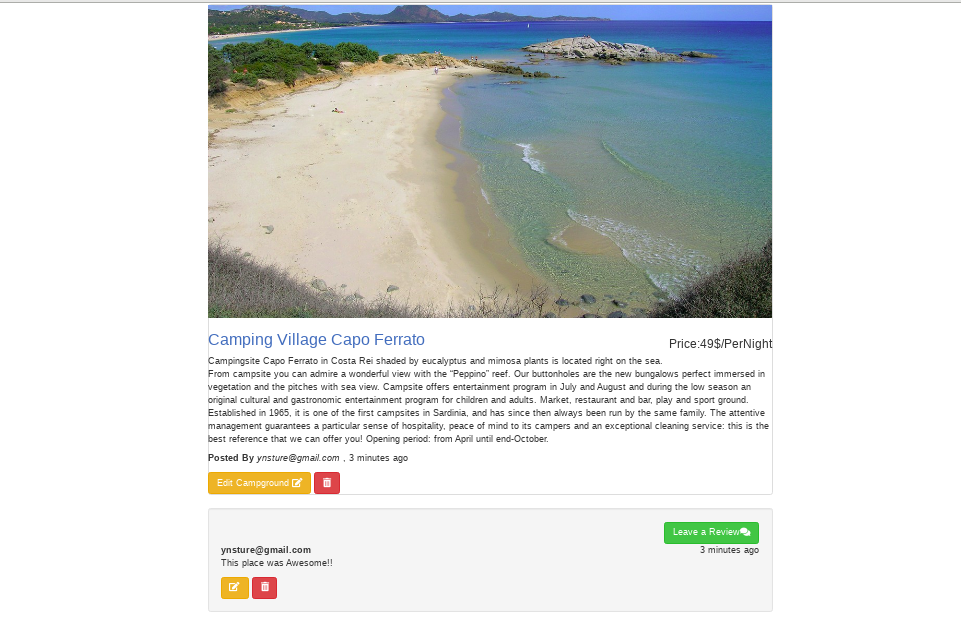 Camping Village Capo Ferrato
Price:49$/PerNight
Campingsite Capo Ferrato in Costa Rei shaded by eucalyptus and mimosa plants is located right on the sea.
From campsite you can admire a wonderful view with the “Peppino” reef. Our buttonholes are the new bungalows perfect immersed in
vegetation and the pitches with sea view. Campsite offers entertainment program in July and August and during the low season an
original cultural and gastronomic entertainment program for children and adults. Market, restaurant and bar, play and sport ground.
Established in 1965, it is one of the first campsites in Sardinia, and has since then always been run by the same family. The attentive
management guarantees a particular sense of hospitality, peace of mind to its campers and an exceptional cleaning service: this is the
best reference that we can offer you! Opening period: from April until end-October.
Posted By ynsture@gmail.com , 3 minutes ago
Edit Campground
Leave a Review
ynsture@gmail.com
3 minutes ago
This place was Awesome!!